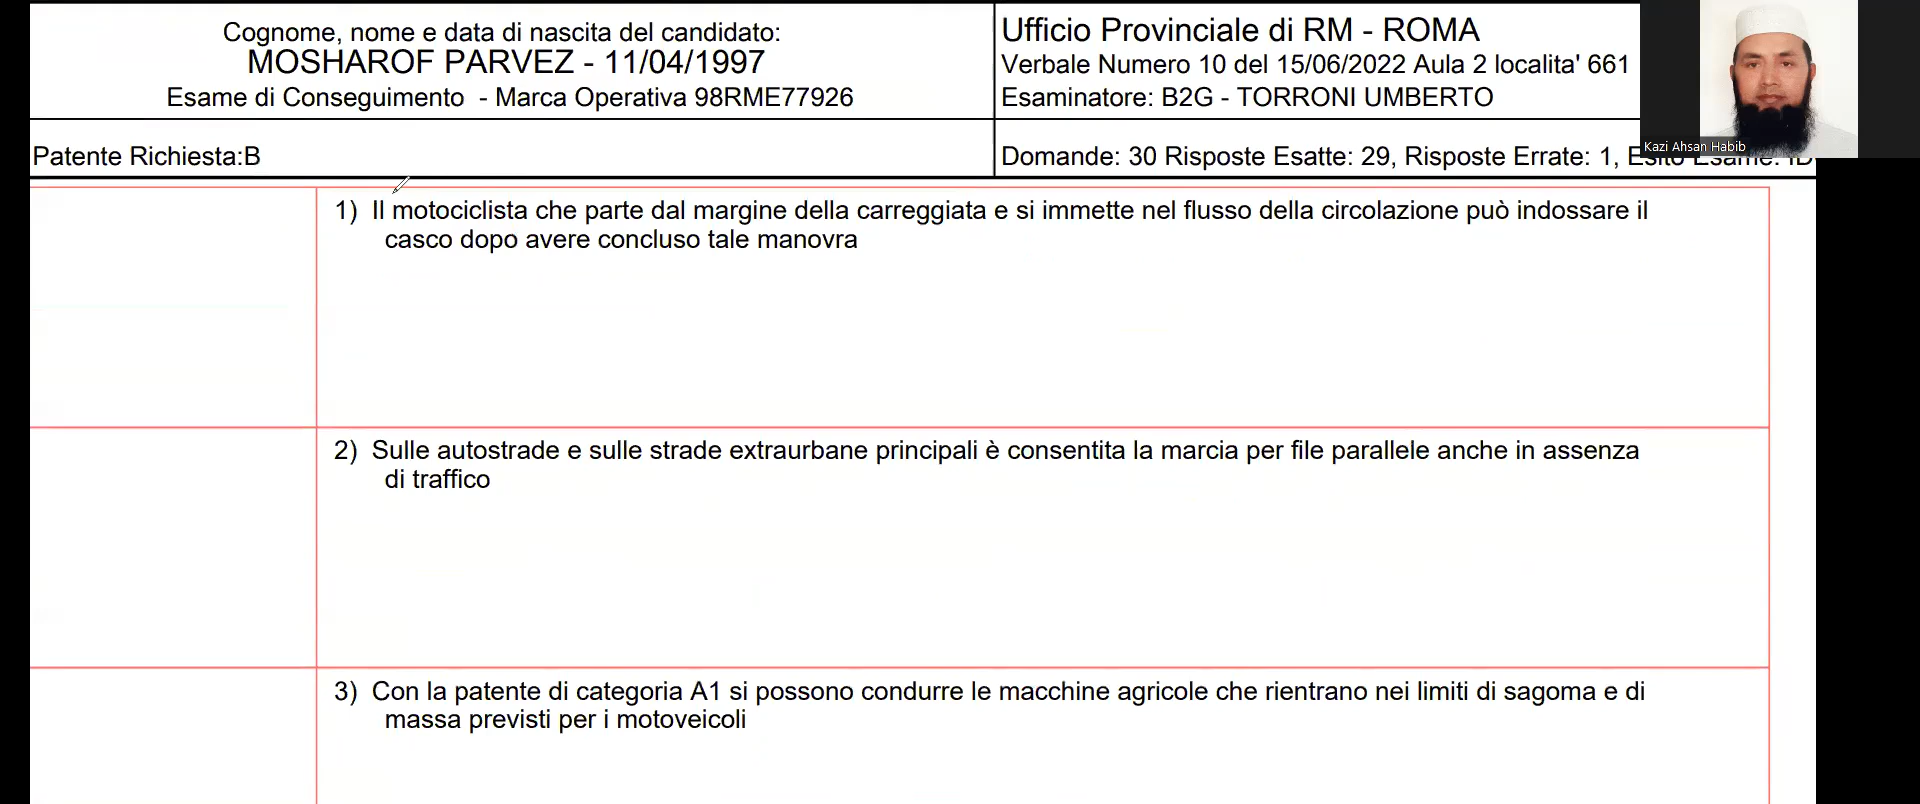 Cognome, nome e data di nascita del candidato:
MOSHAROF PARVEZ - 11/04/1997
Esame di Conseguimento - Marca Operativa 98RME77926
Ufficio Provinciale di RM - ROMA
Verbale Numero 10 del 15/06/2022 Aula 2 localita' 661
Esaminatore: B2G - TORRONI UMBERTO
Kazi Ahsan Habib
Patente Richiesta:B
Domande: 30 Risposte Esatte: 29, Risposte Errate: 1, Esito Esame: ID
1) Il motociclista che parte dal margine della carreggiata e si immette nel flusso della circolazione può indossare il
casco dopo avere concluso tale manovra
2) Sulle autostrade e sulle strade extraurbane principali è consentita la marcia per file parallele anche in assenza
di traffico
3) Con la patente di categoria A1 si possono condurre le macchine agricole che rientrano nei limiti di sagoma e di
massa previsti per i motoveicoli